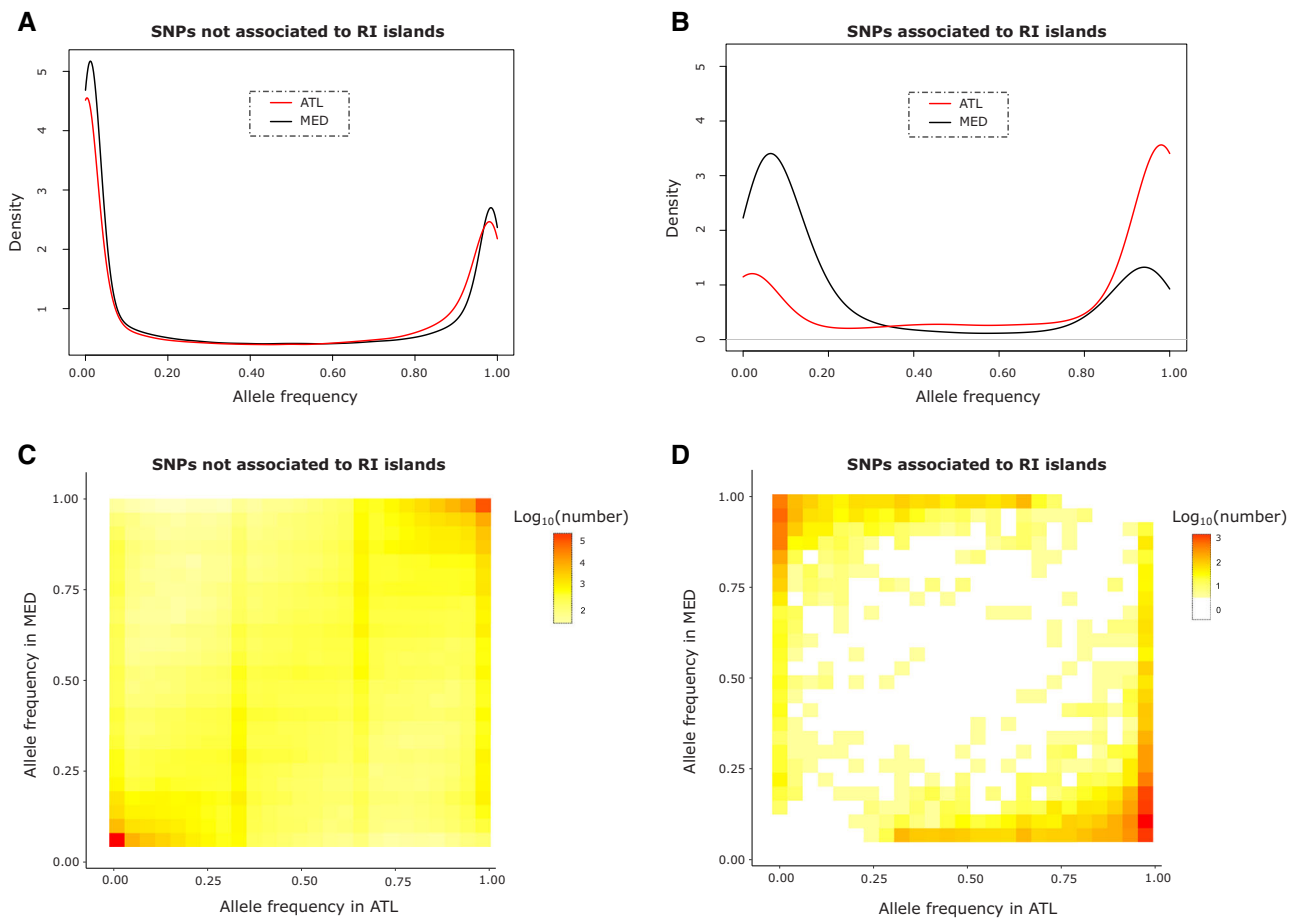 A
SNPs not associated to RI islands
ATL
MED
Density
5
4
3
2
1
0.00 0.20 0.40 0.60 0.80 1.00
Allele frequency
B
SNPs associated to RI islands
ATL
MED
Density
5
4
3
2
1
0
0.00 0.20 0.40 0.60 0.80 1.00
Allele frequency
C
SNPs not associated to RI islands
Allele frequency in MED
1.00
0.75
0.50
0.25
0.00
0.00 0.25 0.50 0.75 1.00
Allele frequency in ATL
Log10(number)
5
4
3
2
D
SNPs associated to RI islands
Allele frequency in MED
1.00
0.75
0.50
0.25
0.00
0.00 0.25 0.50 0.75 1.00
Allele frequency in ATL
Log10(number)
3
2
1
0